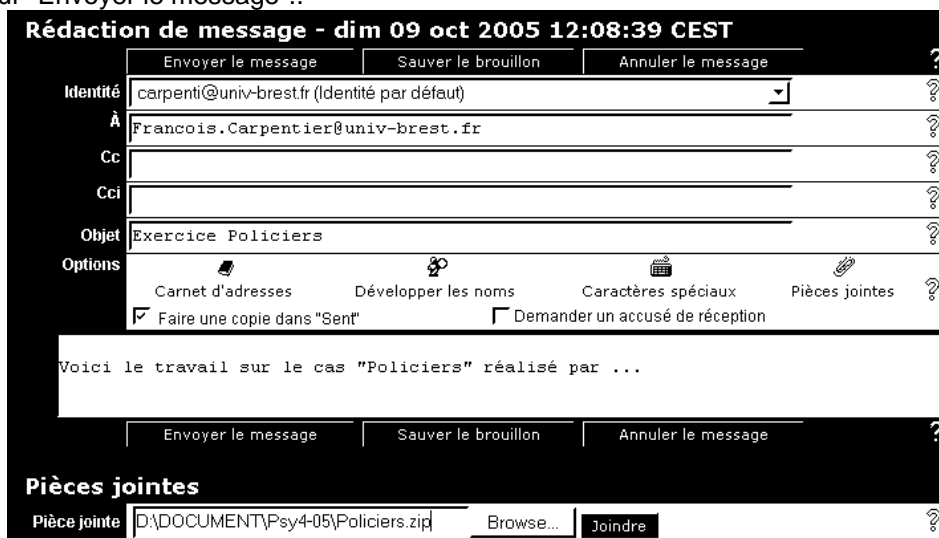 "Envoyer le message"..
Rédaction de message - dim 09 oct 2005 12:08:39 CEST
Envoyer le message Sauver le brouillon Annuler le message ?
Identité carpenti@univ-brest.fr (Identité par défaut) ?
À Francois.Carpentier@univ-brest.fr ?
Cc ?
Cci ?
Objet Exercice Policiers ?
Options
Carnet d'adresses Développer les noms Caractères spéciaux Pièces jointes ?
Faire une copie dans "Sent" Demander un accusé de réception
Voici le travail sur le cas "Policiers" réalisé par ...
Envoyer le message Sauver le brouillon Annuler le message ?
Pièces jointes
Pièce jointe D:\DOCUMENT\Psy4-05\Policiers.zip Browse... Joindre ?